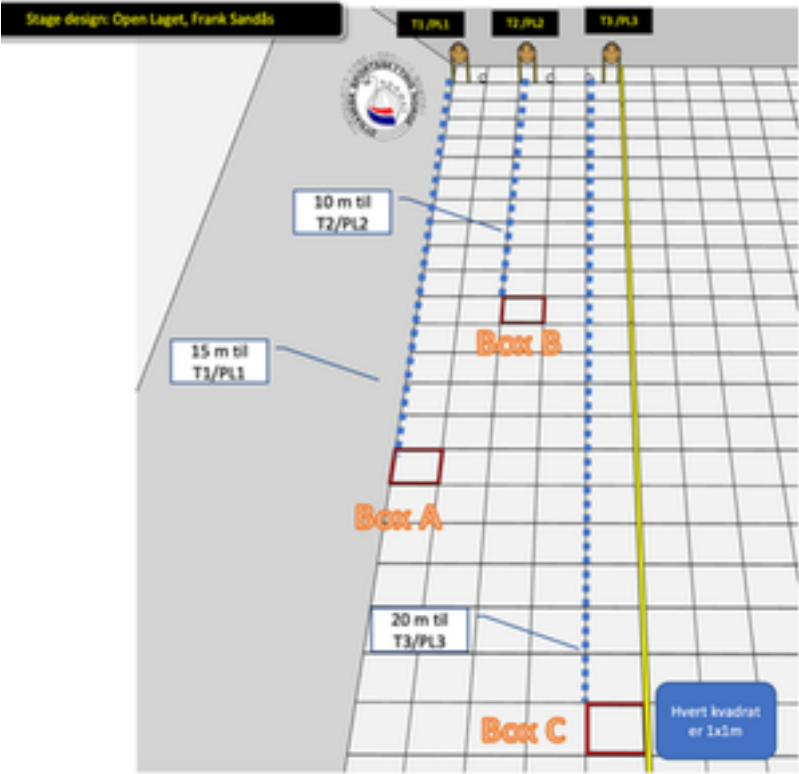 Stage design: Open Laget, Frank Sandås
T1/PL1
T2/PL2
T3/PL3
10 m til
T2/PL2
Box B
15 m til
T1/PL1
Box A
20 m til
T3/PL3
Box C
Hvert kvadrat
er 1x1m